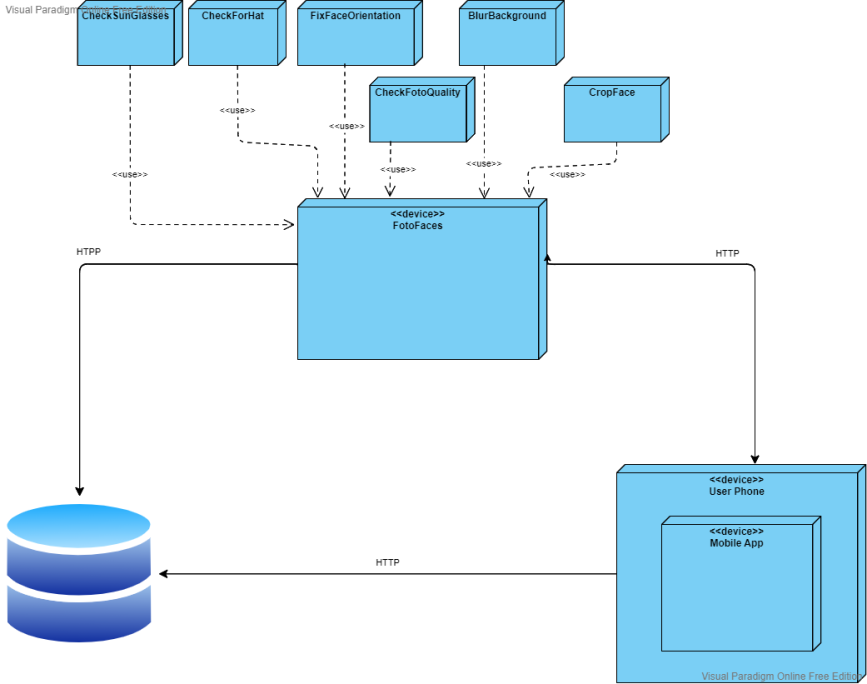 Visual Paradigm Online Free Edition
CheckSunGlasses
CheckForHat
FixFaceOrientation
BlurBackground
CheckFotoQuality
CropFace
<<use>>
<<use>>
<<use>>
<<use>>
<<use>>
<<use>>
<<device>>
FotoFaces
HTPP
HTTP
<<device>>
User Phone
<<device>>
Mobile App
HTTP
Visual Paradigm Online Free Edition